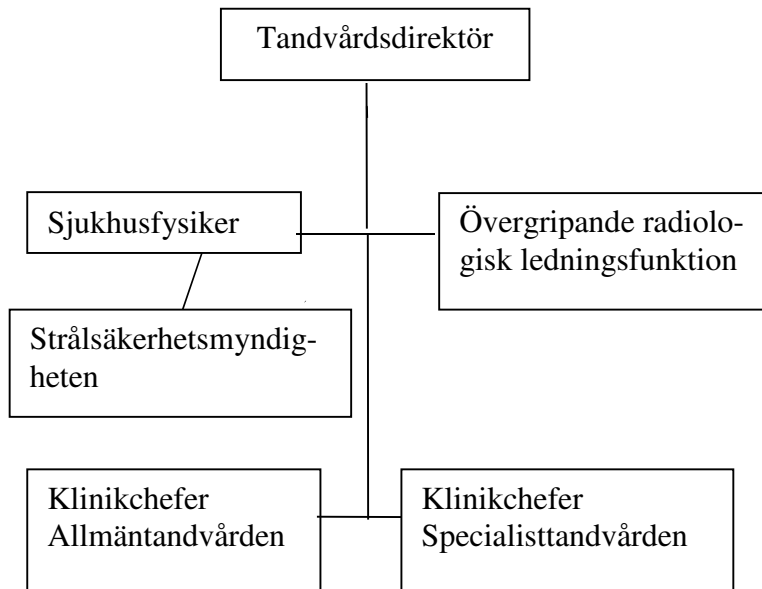 Tandvårdsdirektör
Sjukhusfysiker
Övergripande radiolo-
gisk ledningsfunktion
Strålsäkerhetsmyndig-
heten
Klinikchefer
Allmäntandvården
Klinikchefer
Specialisttandvården